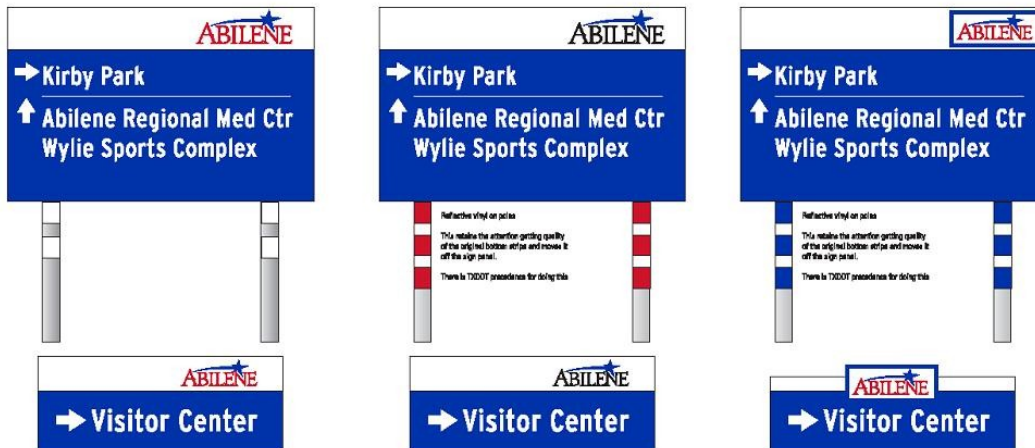 ABILENE
Kirby Park
Abilene Regional Med Ctr
Wylie Sports Complex
ABILENE
Kirby Park
Abilene Regional Med Ctr
Wylie Sports Complex
Reflective vinyl on poles
This retains the attention getting quality
of the original bottom stripe and moves it
off the sign panel.
There is TXDOT precedence for doing this
ABILENE
Kirby Park
Abilene Regional Med Ctr
Wylie Sports Complex
Reflective vinyl on poles
This retains the attention getting quality
of the original bottom stripe and moves it
off the sign panel.
There is TXDOT precedence for doing this
ABILENE
Visitor Center
ABILENE
Visitor Center
ABILENE
Visitor Center